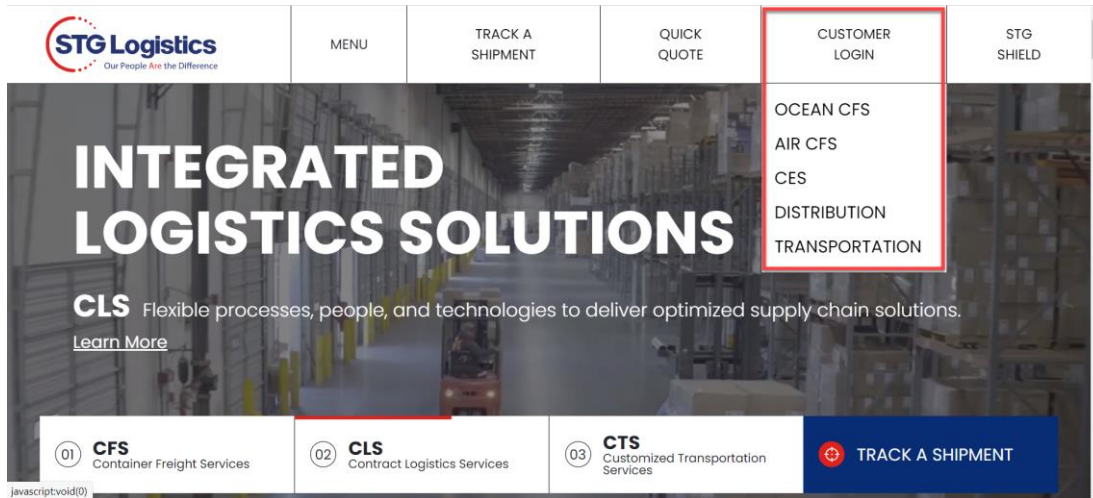 STG Logistics
Our People Are the Difference
MENU
TRACK A
SHIPMENT
QUICK
QUOTE
CUSTOMER
LOGIN
STG
SHIELD
OCEAN CFS
AIR CFS
CES
DISTRIBUTION
TRANSPORTATION
INTEGRATED
LOGISTICS SOLUTIONS
CLS Flexible processes, people, and technologies to deliver optimized supply chain solutions.
Learn More
01 CFS
Container Freight Services
02 CLS
Contract Logistics Services
03 CTS
Customized Transportation
Services
TRACK A SHIPMENT
javascript:void(0)